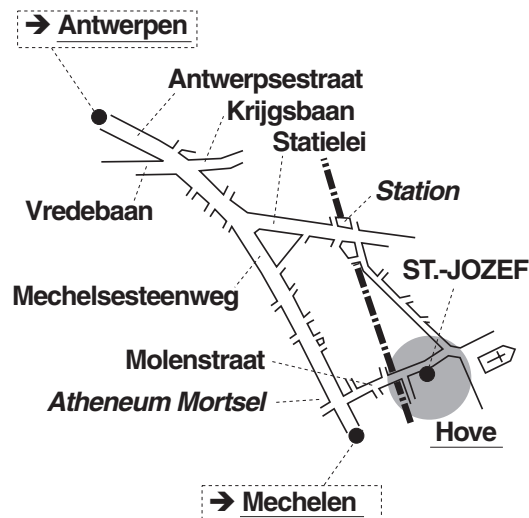 ➔ Antwerpen
Antwerpsestraat
Krijgsbaan
Statielei
Station
Vredebaan
ST.-JOZEF
Mechelsesteenweg
Molenstraat
Atheneum Mortsel
Hove
➔ Mechelen